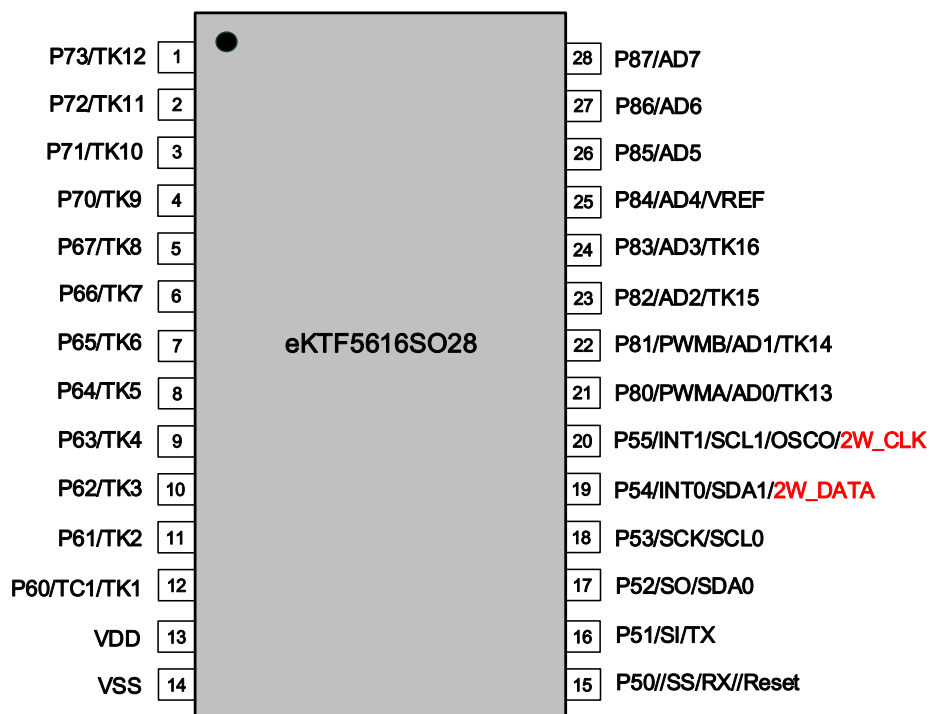 P73/TK12 1
P72/TK11 2
P71/TK10 3
P70/TK9 4
P67/TK8 5
P66/TK7 6
P65/TK6 7
P64/TK5 8
P63/TK4 9
P62/TK3 10
P61/TK2 11
P60/TC1/TK1 12
VDD 13
VSS 14
eKTF5616SO28
28 P87/AD7
27 P86/AD6
26 P85/AD5
25 P84/AD4/VREF
24 P83/AD3/TK16
23 P82/AD2/TK15
22 P81/PWMB/AD1/TK14
21 P80/PWMA/AD0/TK13
20 P55/INT1/SCL1/OSCO/2W_CLK
19 P54/INT0/SDA1/2W_DATA
18 P53/SCK/SCL0
17 P52/SO/SDA0
16 P51/SI/TX
15 P50//SS/RX//Reset